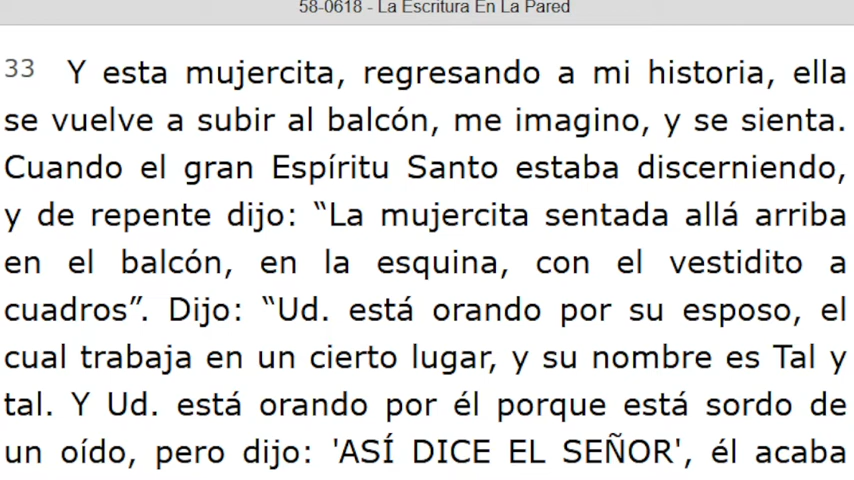 58-0618 - La Escritura En La Pared
33 Y esta mujercita, regresando a mi historia, ella
se vuelve a subir al balcón, me imagino, y se sienta.
Cuando el gran Espíritu Santo estaba discerniendo,
y de repente dijo: “La mujercita sentada allá arriba
en el balcón, en la esquina, con el vestidito a
cuadros”. Dijo: “Ud. está orando por su esposo, el
cual trabaja en un cierto lugar, y su nombre es Tal y
tal. Y Ud. está orando por él porque está sordo de
un oído, pero dijo: 'ASÍ DICE EL SEÑOR', él acaba